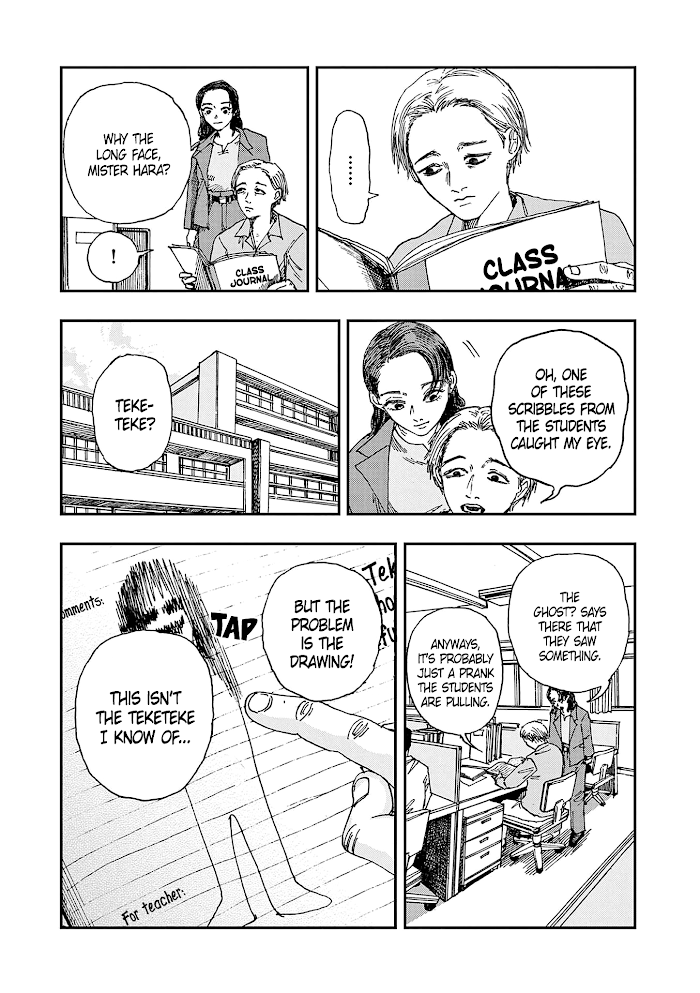 ......
CLASS
JOURNA
WHY THE
LONG FACE,
MISTER HARA?
!
CLASS
JOURNAL
OH, ONE
OF THESE
SCRIBBLES FROM
THE STUDENTS
CAUGHT MY EYE.
TEKE-
TEKE?
THE
GHOST? SAYS
THERE THAT
THEY SAW
SOMETHING.
ANYWAYS,
IT'S PROBABLY
JUST A PRANK
THE STUDENTS
ARE PULLING.
Tek
omments:
TAP
BUT THE
PROBLEM
IS THE
DRAWING!
THIS ISN'T
THE TEKETEKE
I KNOW OF...
For teacher: